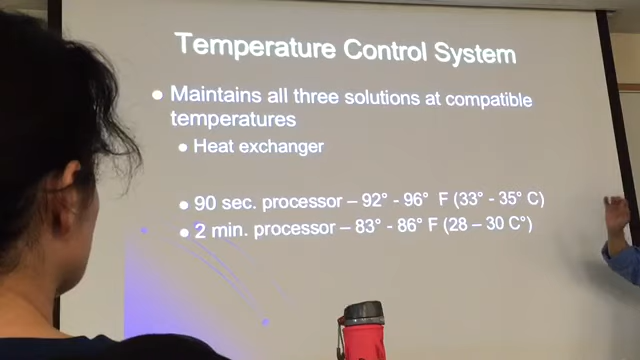 Temperature Control System
Maintains all three solutions at compatible
temperatures
Heat exchanger
90 sec. processor – 92° - 96° F (33° - 35° C)
2 min. processor – 83° - 86° F (28 – 30 C°)